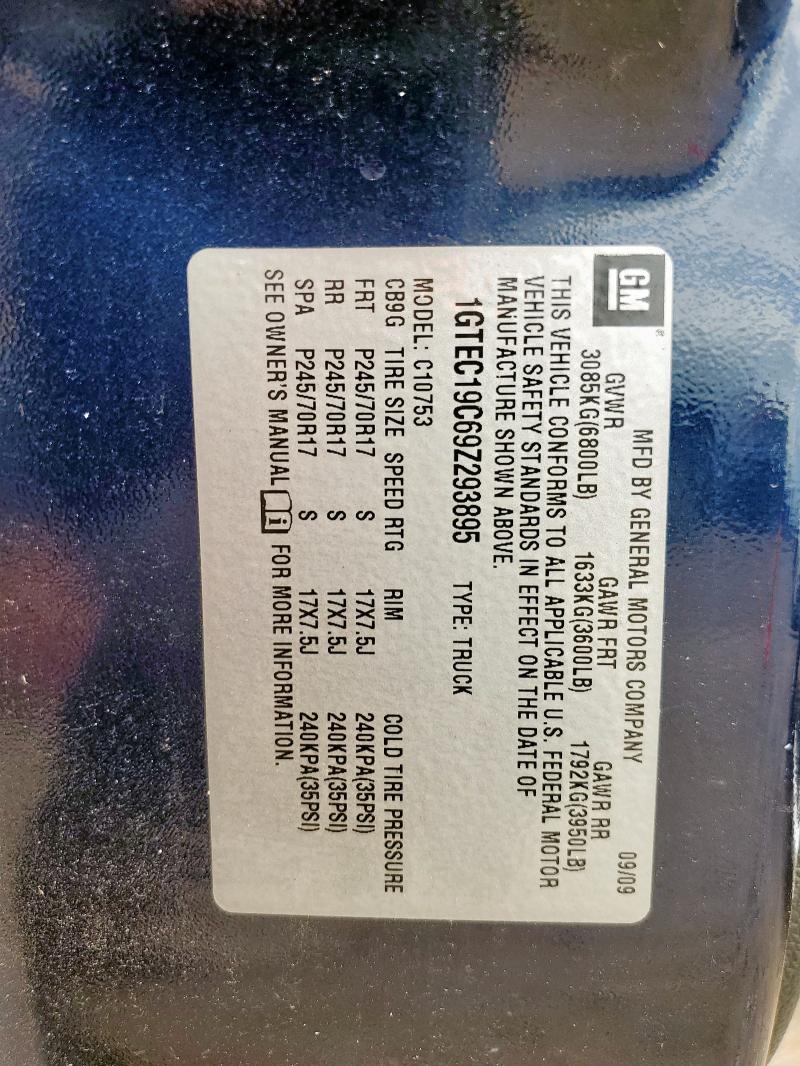 GM ®
MFD BY GENERAL MOTORS COMPANY 09/09
GVWR GAWR FRT GAWR RR
3085KG(6800LB) 1633KG(3600LB) 1792KG(3950LB)
THIS VEHICLE CONFORMS TO ALL APPLICABLE U.S. FEDERAL MOTOR
VEHICLE SAFETY STANDARDS IN EFFECT ON THE DATE OF
MANUFACTURE SHOWN ABOVE.
1GTEC19C69Z293895 TYPE: TRUCK
MODEL: C10753
CB9G TIRE SIZE SPEED RTG RIM COLD TIRE PRESSURE
FRT P245/70R17 S 17X7.5J 240KPA(35PSI)
RR P245/70R17 S 17X7.5J 240KPA(35PSI)
SPA P245/70R17 S 17X7.5J 240KPA(35PSI)
SEE OWNER'S MANUAL i FOR MORE INFORMATION.